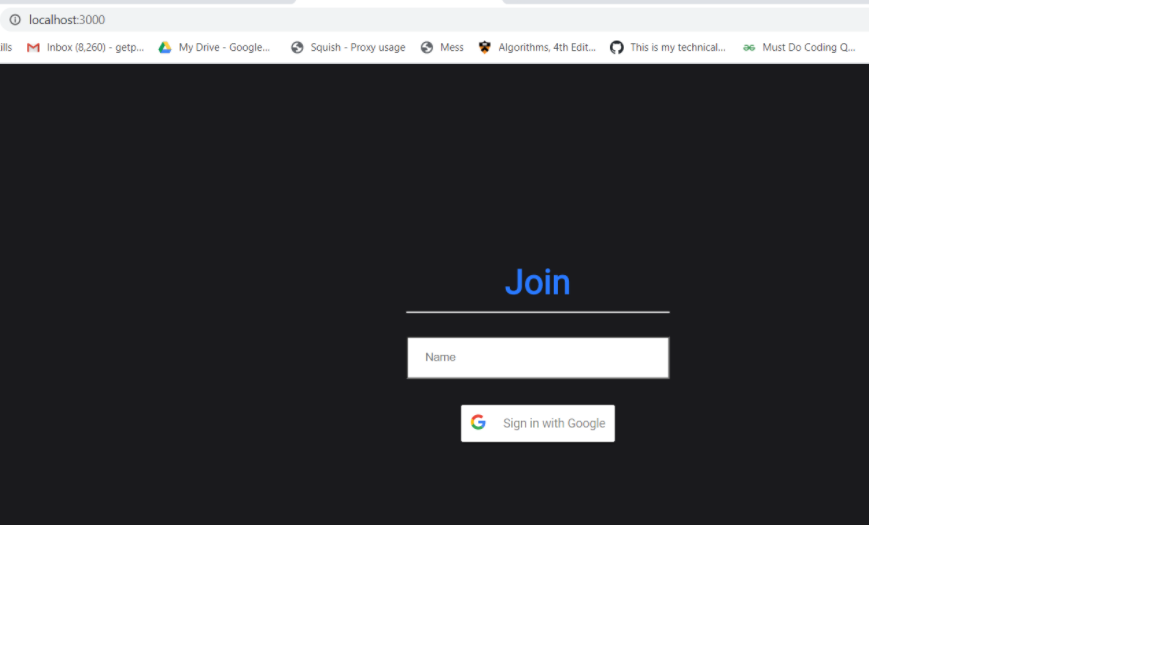 localhost:3000
ills Inbox (8,260) - getp... My Drive - Google... Squish - Proxy usage Mess Algorithms, 4th Edit... This is my technical... Must Do Coding Q...
Join
Name
Sign in with Google